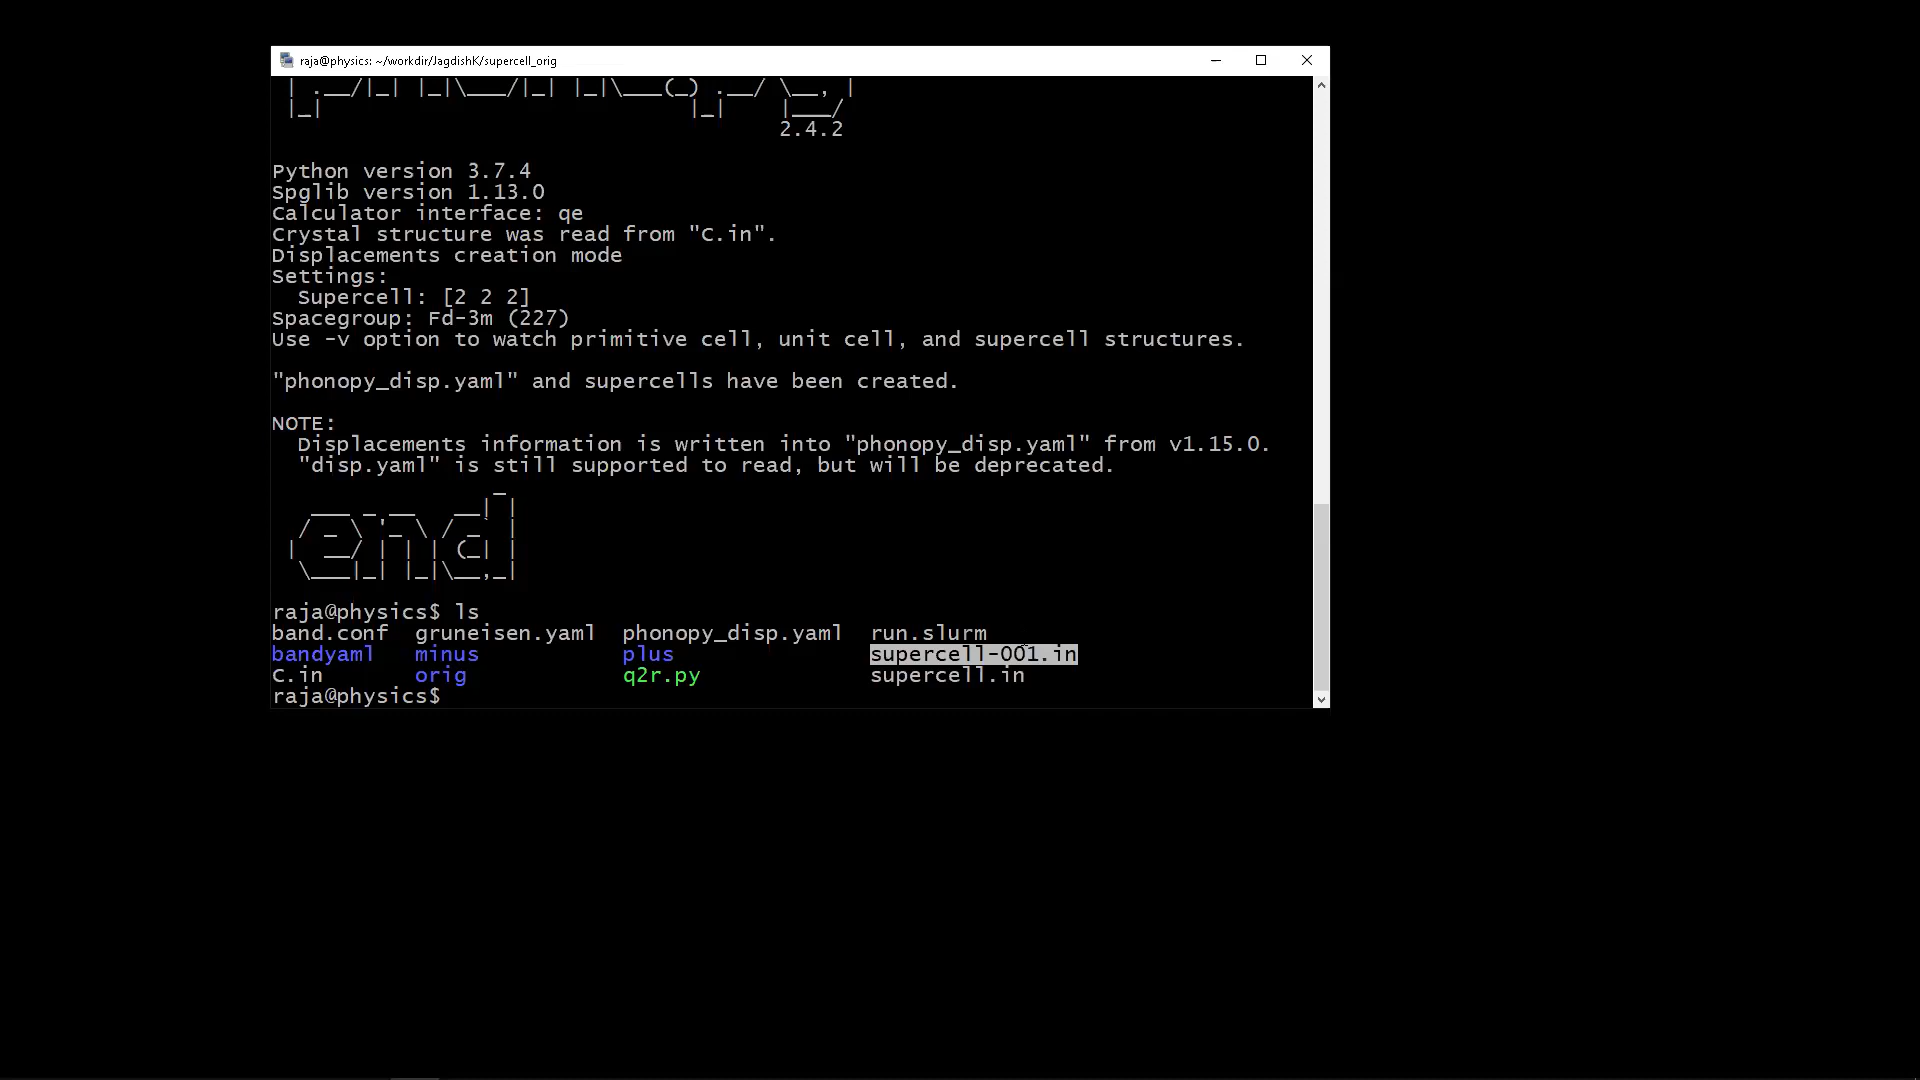 raja@physics: ~/workdir/JagdishK/supercell_orig
| .__/|_| |_|\___/|_| |_|\___(_) .__/ \__, |
|_|                            |_|    |___/
2.4.2
Python version 3.7.4
Spglib version 1.13.0
Calculator interface: qe
Crystal structure was read from "C.in".
Displacements creation mode
Settings:
  Supercell: [2 2 2]
Spacegroup: Fd-3m (227)
Use -v option to watch primitive cell, unit cell, and supercell structures.
"phonopy_disp.yaml" and supercells have been created.
NOTE:
  Displacements information is written into "phonopy_disp.yaml" from v1.15.0.
  "disp.yaml" is still supported to read, but will be deprecated.
                 _
   ___ _ __   __| |
  / _ \ '_ \ / _` |
 |  __/ | | | (_| |
  \___|_| |_|\__,_|
raja@physics$ ls
band.conf  gruneisen.yaml  phonopy_disp.yaml  run.slurm
bandyaml   minus           plus               supercell-001.in
C.in       orig            q2r.py             supercell.in
raja@physics$